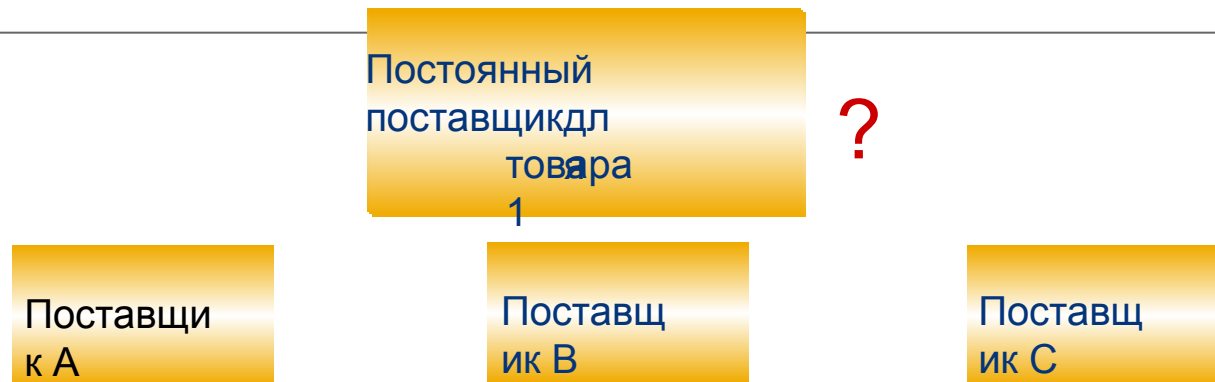 Постоянный
поставщикдл
я
товара
1
?
Поставщи
к А
Поставщ
ик В
Поставщ
ик С